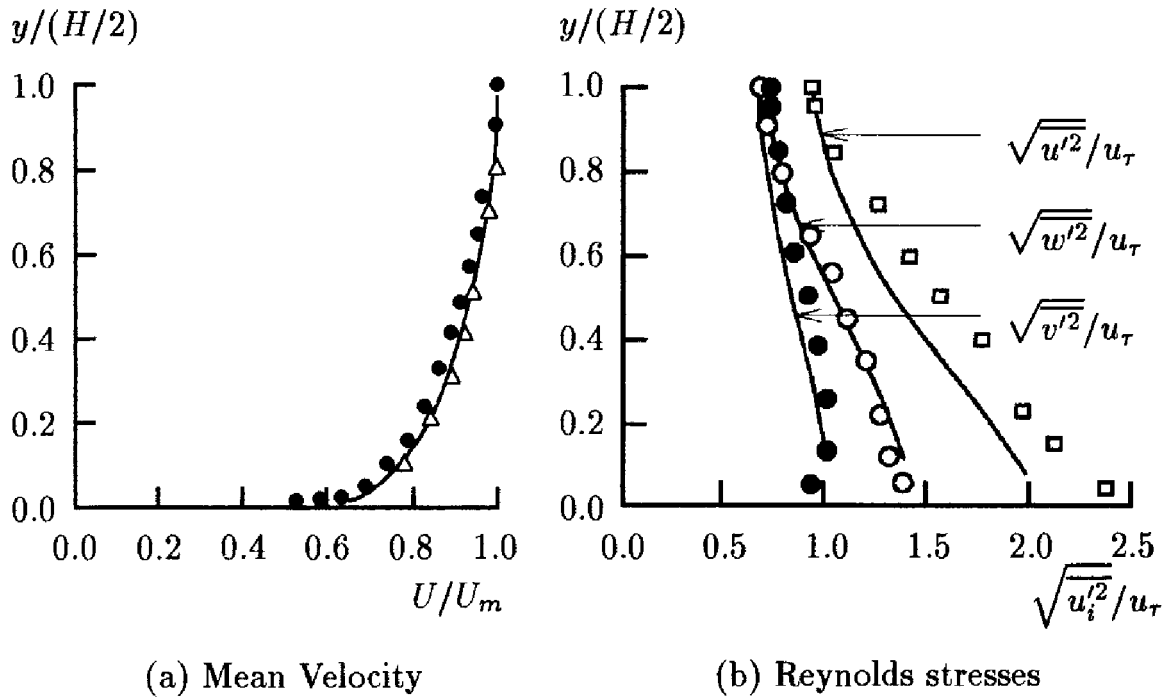 y/(H/2)
1.0
0.8
0.6
0.4
0.2
0.0
0.0 0.2 0.4 0.6 0.8 1.0
U/Uₘ
(a) Mean Velocity
y/(H/2)
1.0
0.8
0.6
0.4
0.2
0.0
0.0 0.5 1.0 1.5 2.0 2.5
√u̅′²/u_τ
√w̅′²/u_τ
√v̅′²/u_τ
√u̅ᵢ′²/u_τ
(b) Reynolds stresses